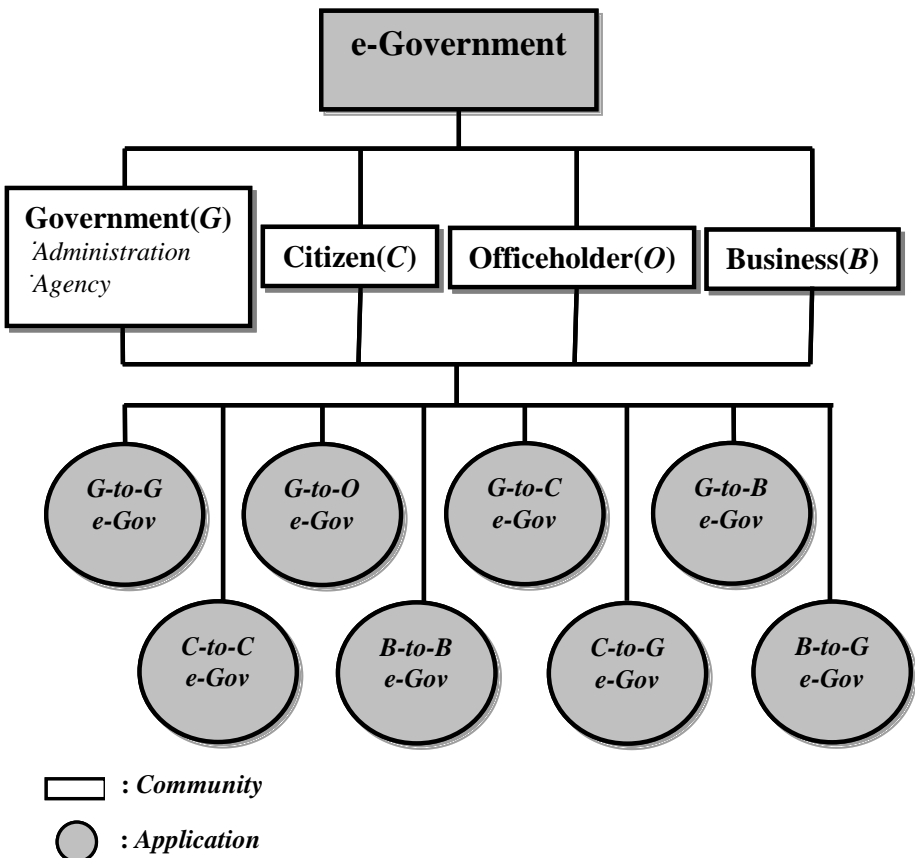 e-Government
Government(G)
·Administration
·Agency
Citizen(C)
Officeholder(O)
Business(B)
G-to-G
e-Gov
G-to-O
e-Gov
G-to-C
e-Gov
G-to-B
e-Gov
C-to-C
e-Gov
B-to-B
e-Gov
C-to-G
e-Gov
B-to-G
e-Gov
: Community
: Application